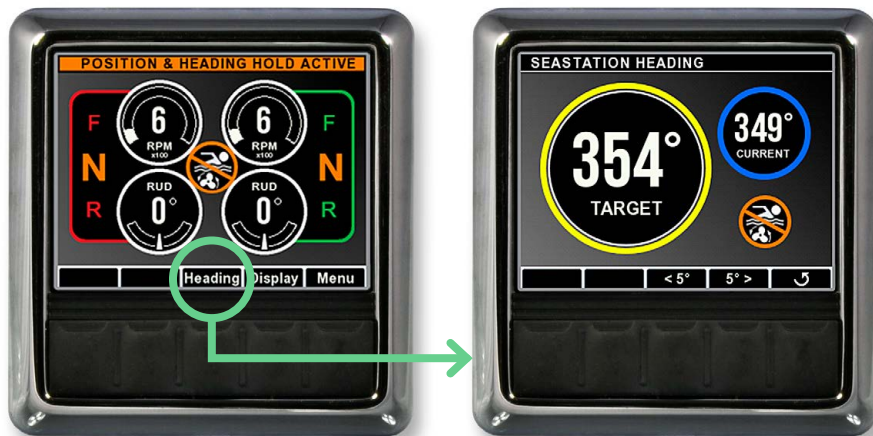 POSITION & HEADING HOLD ACTIVE
F
N
R
6
RPM
x100
6
RPM
x100
RUD
0°
RUD
0°
F
N
R
Heading
Display
Menu
SEASTATION HEADING
354°
TARGET
349°
CURRENT
< 5°
5° >